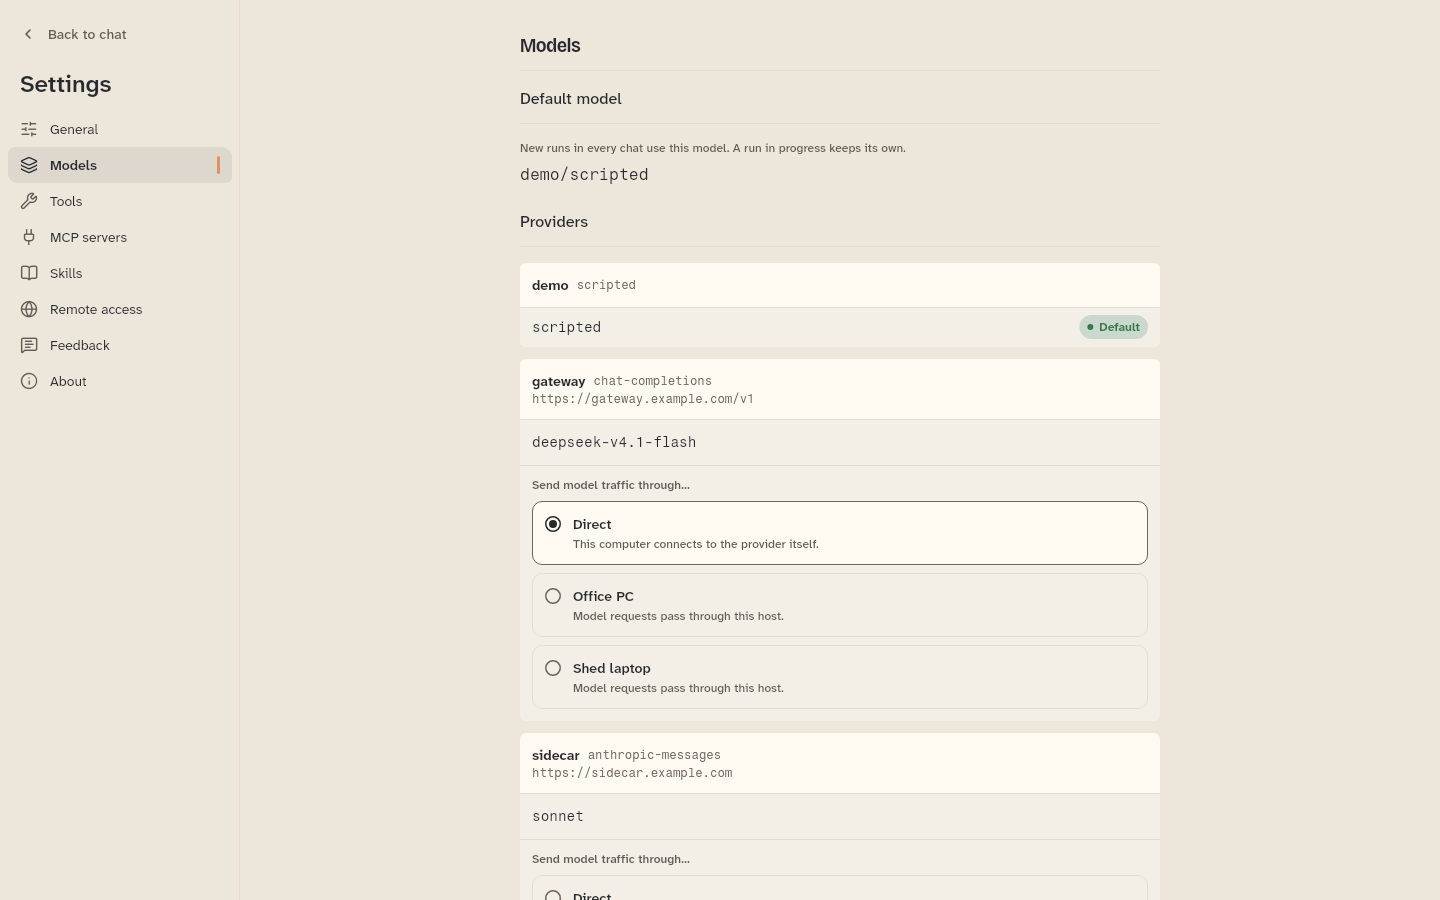 Back to chat
Settings
General
Models
Tools
MCP servers
Skills
Remote access
Feedback
About
Models
Default model
New runs in every chat use this model. A run in progress keeps its own.
demo/scripted
Providers
demo scripted
scripted Default
gateway chat-completions
https://gateway.example.com/v1
deepseek-v4.1-flash
Send model traffic through…
Direct
This computer connects to the provider itself.
Office PC
Model requests pass through this host.
Shed laptop
Model requests pass through this host.
sidecar anthropic-messages
https://sidecar.example.com
sonnet
Send model traffic through…
Direct